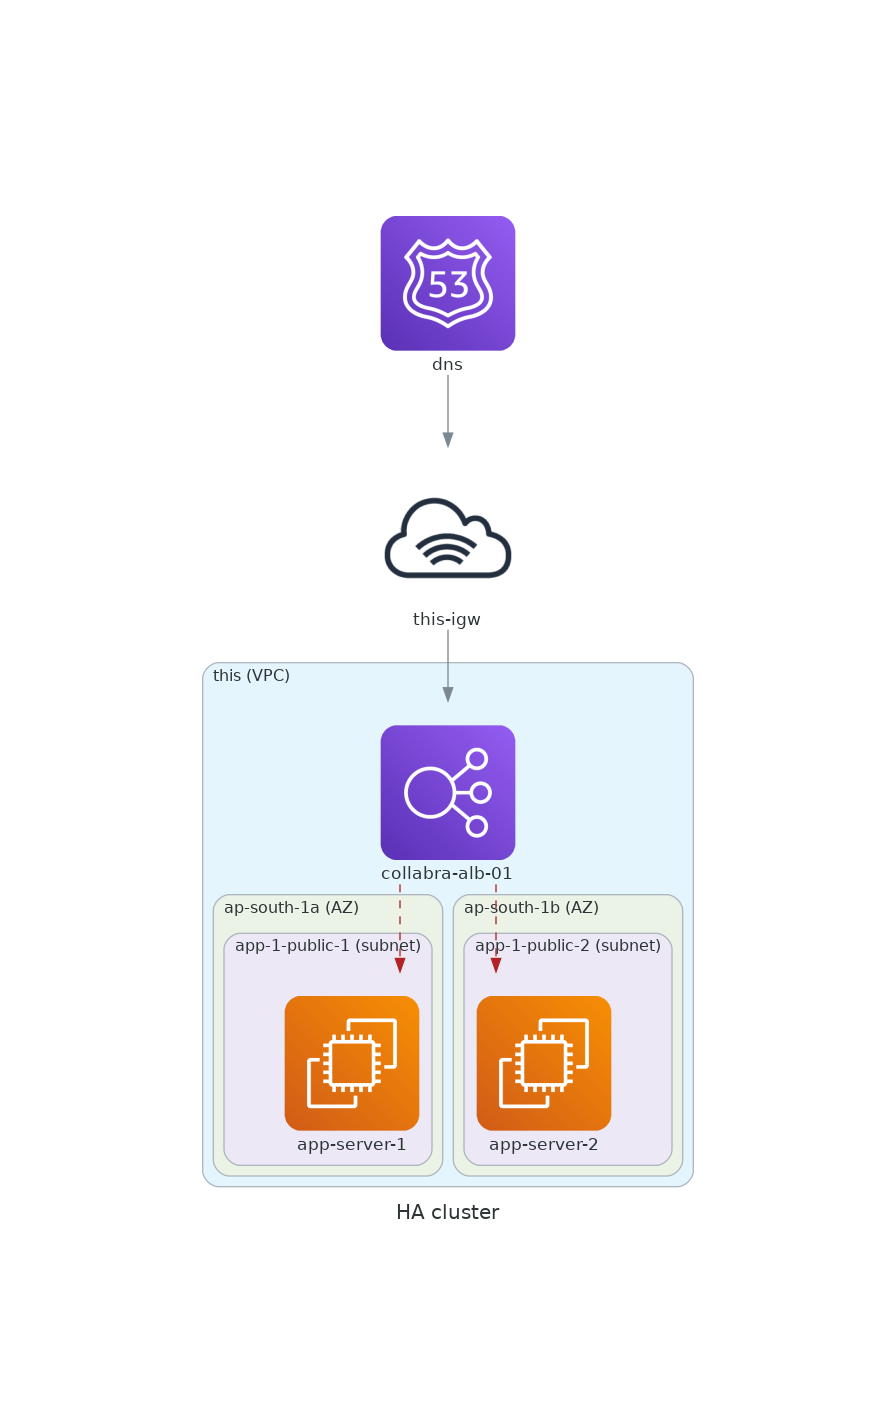 53
dns
this-igw
this (VPC)
collabra-alb-01
ap-south-1a (AZ)
ap-south-1b (AZ)
app-1-public-1 (subnet)
app-1-public-2 (subnet)
app-server-1
app-server-2
HA cluster